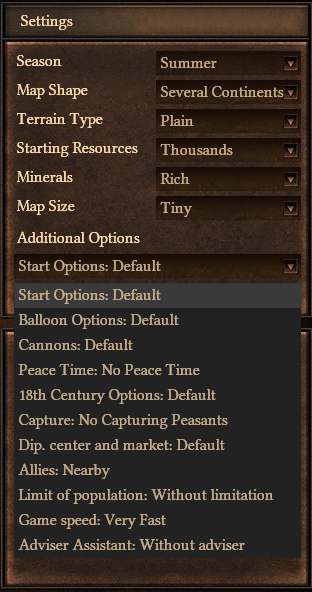 Settings
Season Summer
Map Shape Several Continents
Terrain Type Plain
Starting Resources Thousands
Minerals Rich
Map Size Tiny
Additional Options
Start Options: Default
Start Options: Default
Balloon Options: Default
Cannons: Default
Peace Time: No Peace Time
18th Century Options: Default
Capture: No Capturing Peasants
Dip. center and market: Default
Allies: Nearby
Limit of population: Without limitation
Game speed: Very Fast
Adviser Assistant: Without adviser